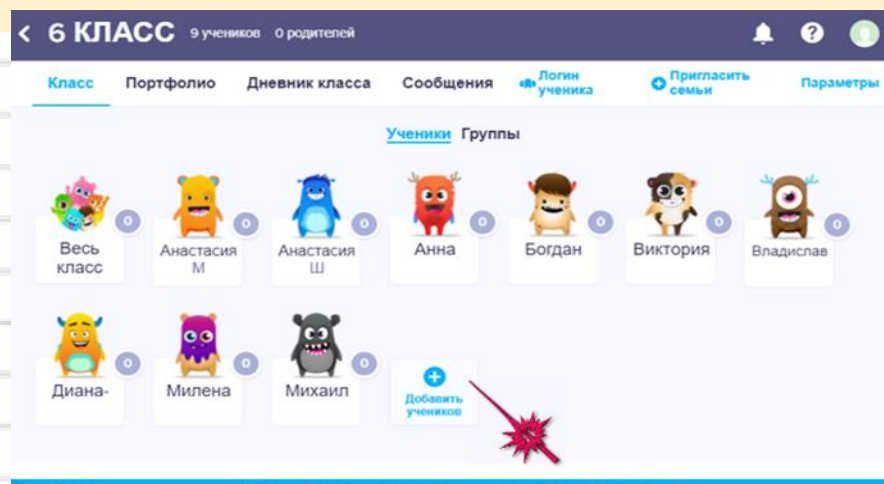 ‹ 6 КЛАСС 9 учеников 0 родителей ?
Класс Портфолио Дневник класса Сообщения Логин ученика Пригласить семьи Параметры
Ученики Группы
0 0 0 0 0 0 0
Весь класс Анастасия М Анастасия Ш Анна Богдан Виктория Владислав
0 0 0
Диана- Милена Михаил Добавить учеников